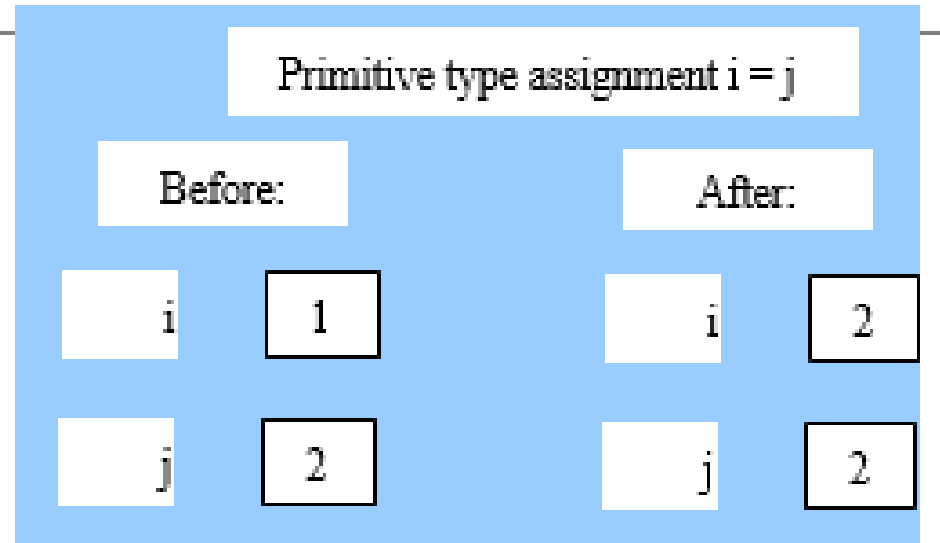 Primitive type assignment i = j
Before:
After:
i 1
i 2
j 2
j 2